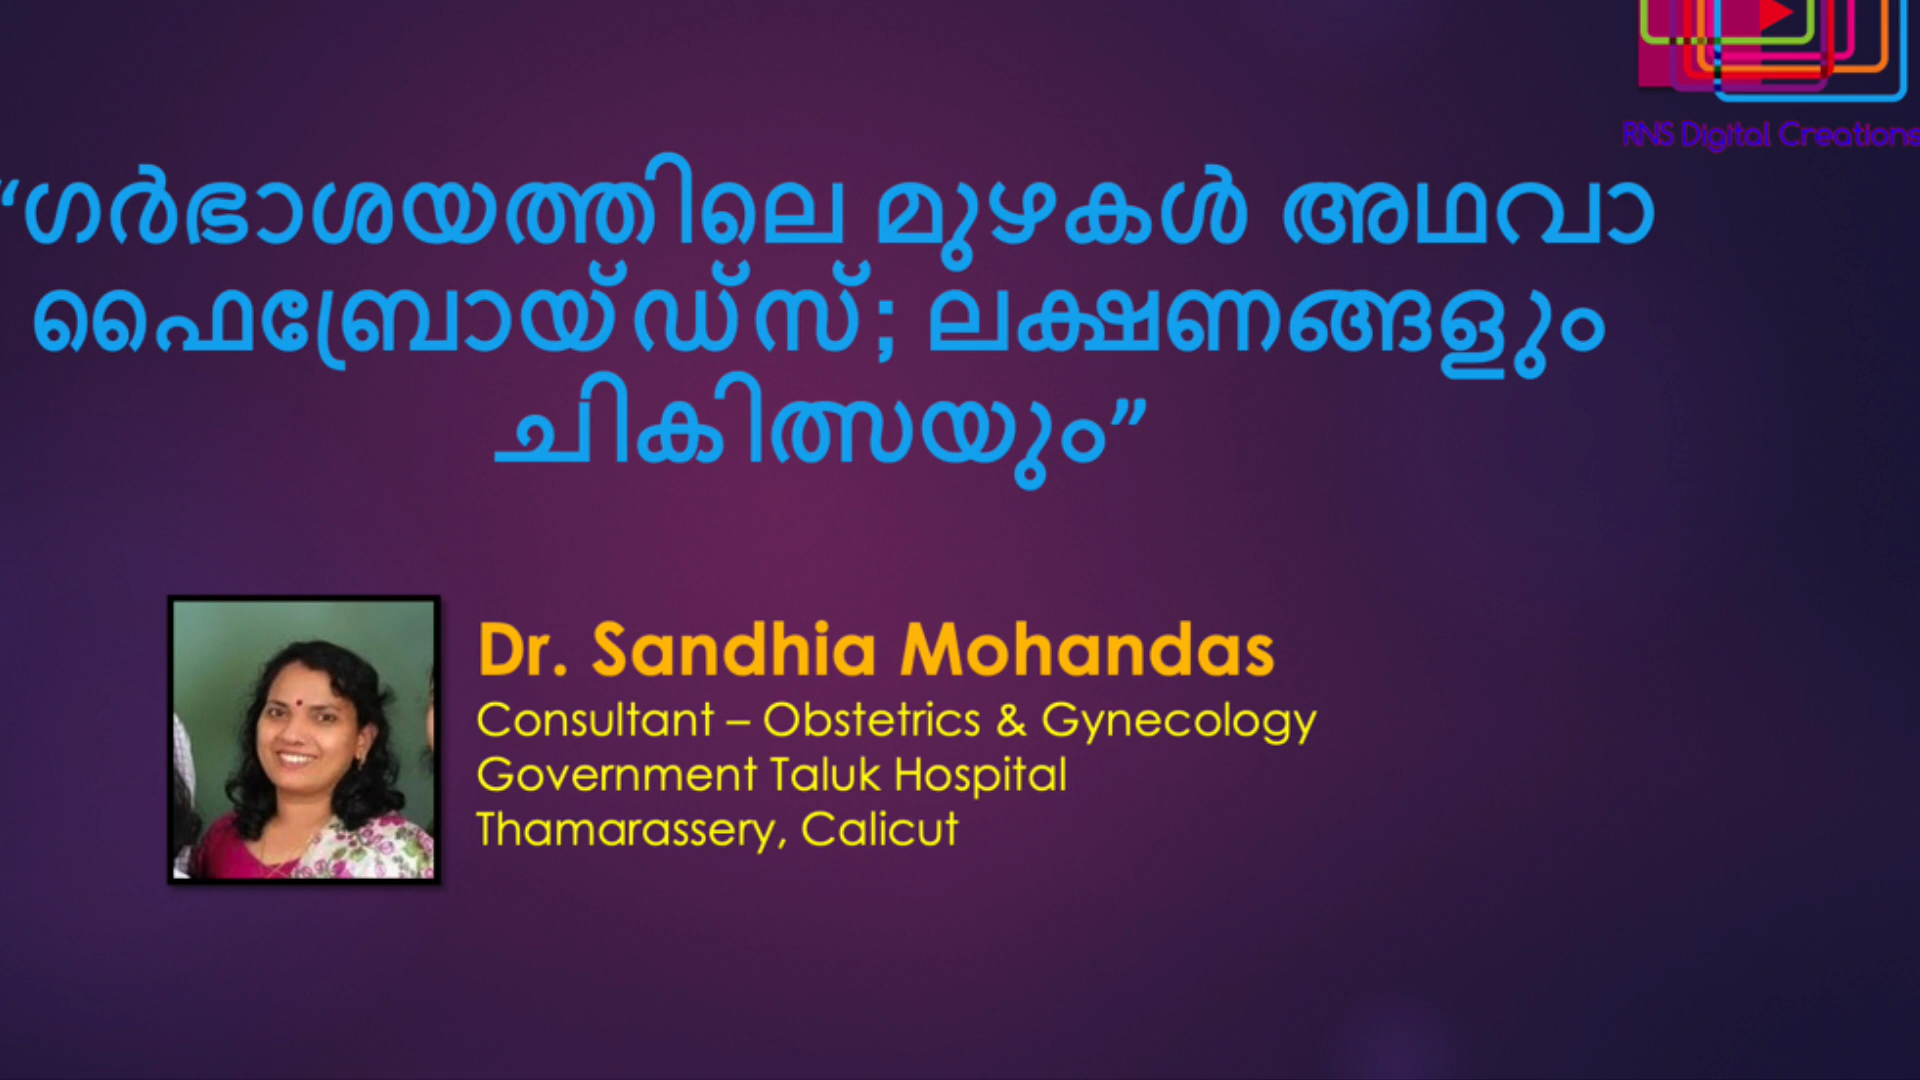 RNS Digital Creations
“ഗർഭാശയത്തിലെ മുഴകൾ അഥവാ
ഫൈബ്രോയ്ഡ്സ്; ലക്ഷണങ്ങളും
ചികിത്സയും”
Dr. Sandhia Mohandas
Consultant – Obstetrics & Gynecology
Government Taluk Hospital
Thamarassery, Calicut